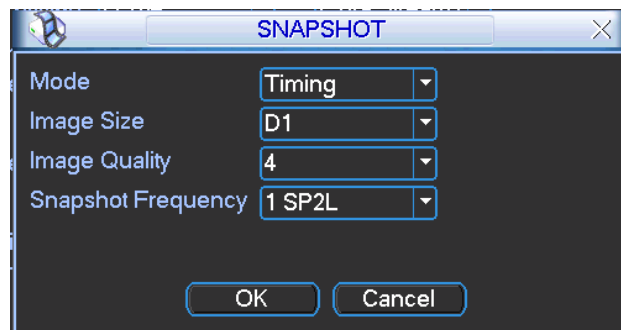 SNAPSHOT
Mode Timing
Image Size D1
Image Quality 4
Snapshot Frequency 1 SP2L
OK Cancel